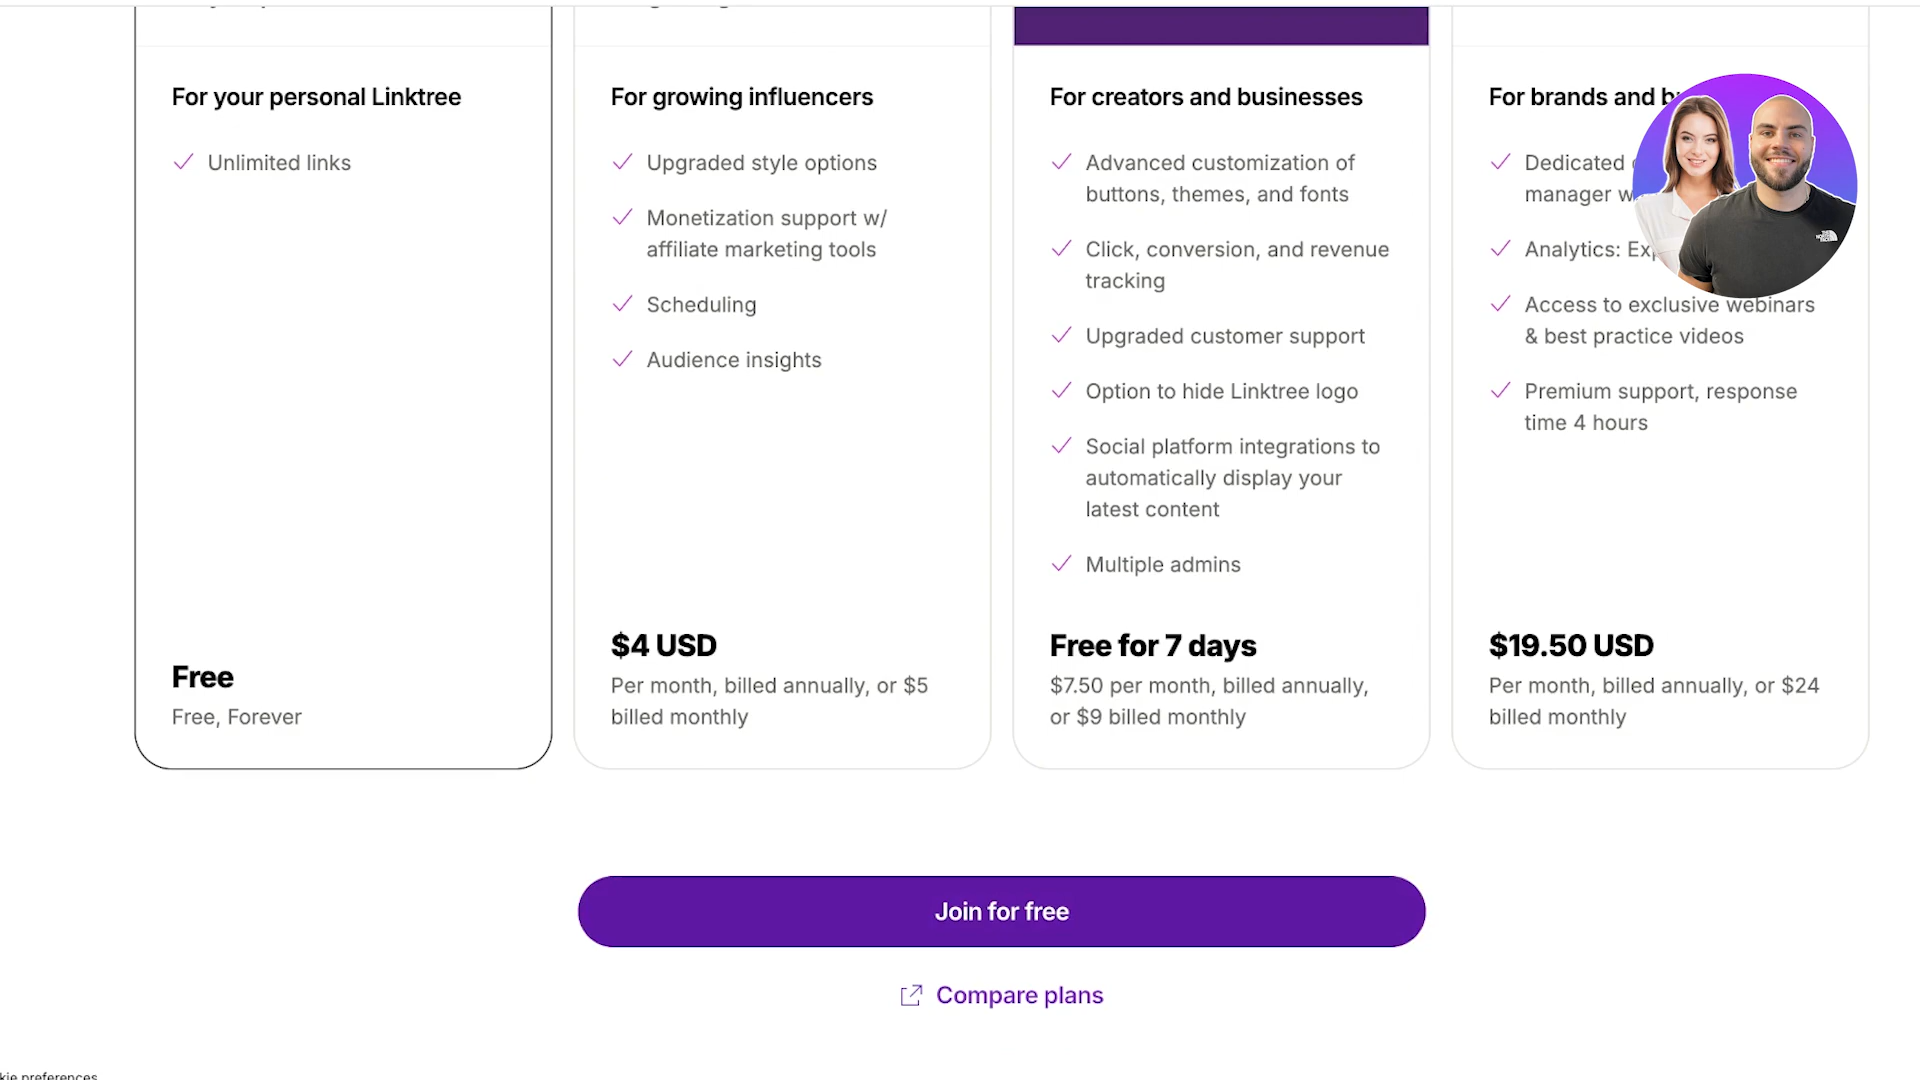 For your personal Linktree
Unlimited links
Free
Free, Forever
For growing influencers
Upgraded style options
Monetization support w/
affiliate marketing tools
Scheduling
Audience insights
$4 USD
Per month, billed annually, or $5
billed monthly
For creators and businesses
Advanced customization of
buttons, themes, and fonts
Click, conversion, and revenue
tracking
Upgraded customer support
Option to hide Linktree logo
Social platform integrations to
automatically display your
latest content
Multiple admins
Free for 7 days
$7.50 per month, billed annually,
or $9 billed monthly
For brands and
Dedicated
manager
Analytics:
Access to exclusive webinars
& best practice videos
Premium support, response
time 4 hours
$19.50 USD
Per month, billed annually, or $24
billed monthly
THE NORTH FACE
Join for free
Compare plans
preferences